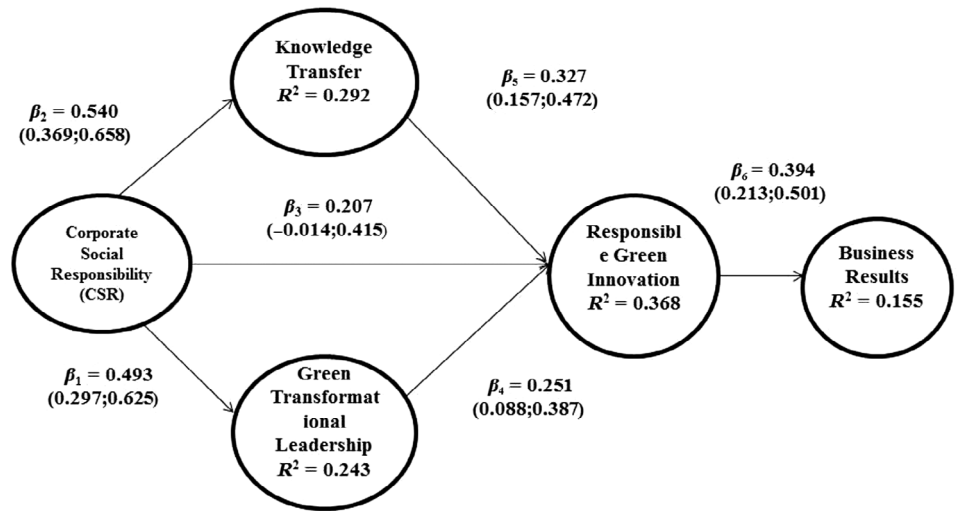 Knowledge
Transfer
R² = 0.292
β₅ = 0.327
(0.157;0.472)
β₂ = 0.540
(0.369;0.658)
β₆ = 0.394
(0.213;0.501)
β₃ = 0.207
(−0.014;0.415)
Corporate
Social
Responsibility
(CSR)
Responsibl
e Green
Innovation
R² = 0.368
Business
Results
R² = 0.155
β₁ = 0.493
(0.297;0.625)
Green
Transformat
ional
Leadership
R² = 0.243
β₄ = 0.251
(0.088;0.387)